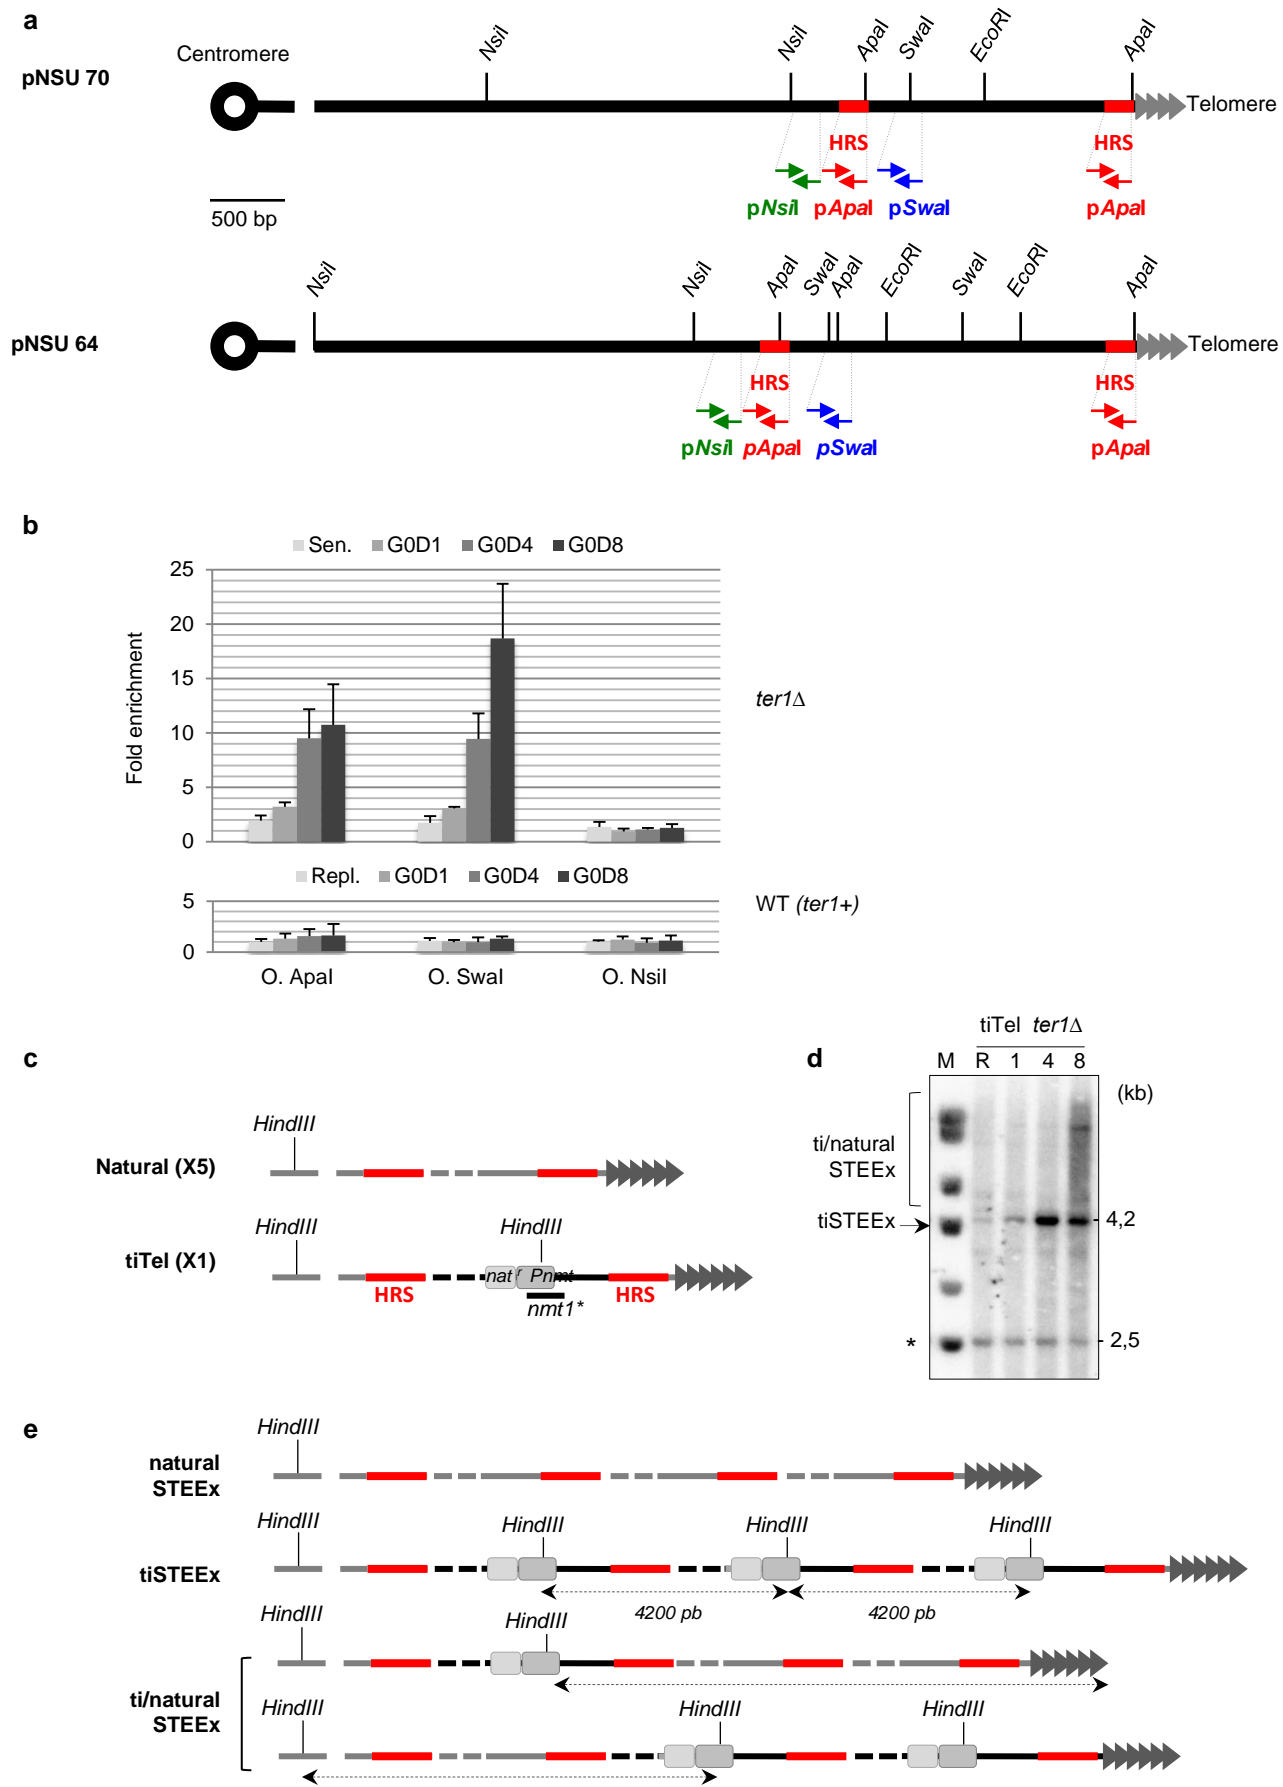 a
NsiI NsiI ApaI SwaI EcoRI ApaI
Centromere
pNSU 70
Telomere
HRS HRS
500 bp
pNsiI pApaI pSwaI pApaI
NsiI NsiI ApaI SwaI ApaI EcoRI SwaI EcoRI ApaI
pNSU 64
Telomere
HRS HRS
pNsiI pApaI pSwaI pApaI
b
Sen. G0D1 G0D4 G0D8
25
20
15
10
5
0
Fold enrichment
ter1Δ
Repl. G0D1 G0D4 G0D8
5
0
WT (ter1+)
O. ApaI O. SwaI O. NsiI
c
HindIII
Natural (X5)
HindIII HindIII
tiTel (X1)
nat r Pnmt
HRS HRS
nmt1*
d
tiTel ter1Δ
M R 1 4 8
(kb)
ti/natural
STEEx
tiSTEEx
- 4,2
*
- 2,5
e
HindIII
natural
STEEx
HindIII HindIII HindIII HindIII
tiSTEEx
4200 pb 4200 pb
HindIII HindIII
ti/natural
STEEx
HindIII HindIII HindIII